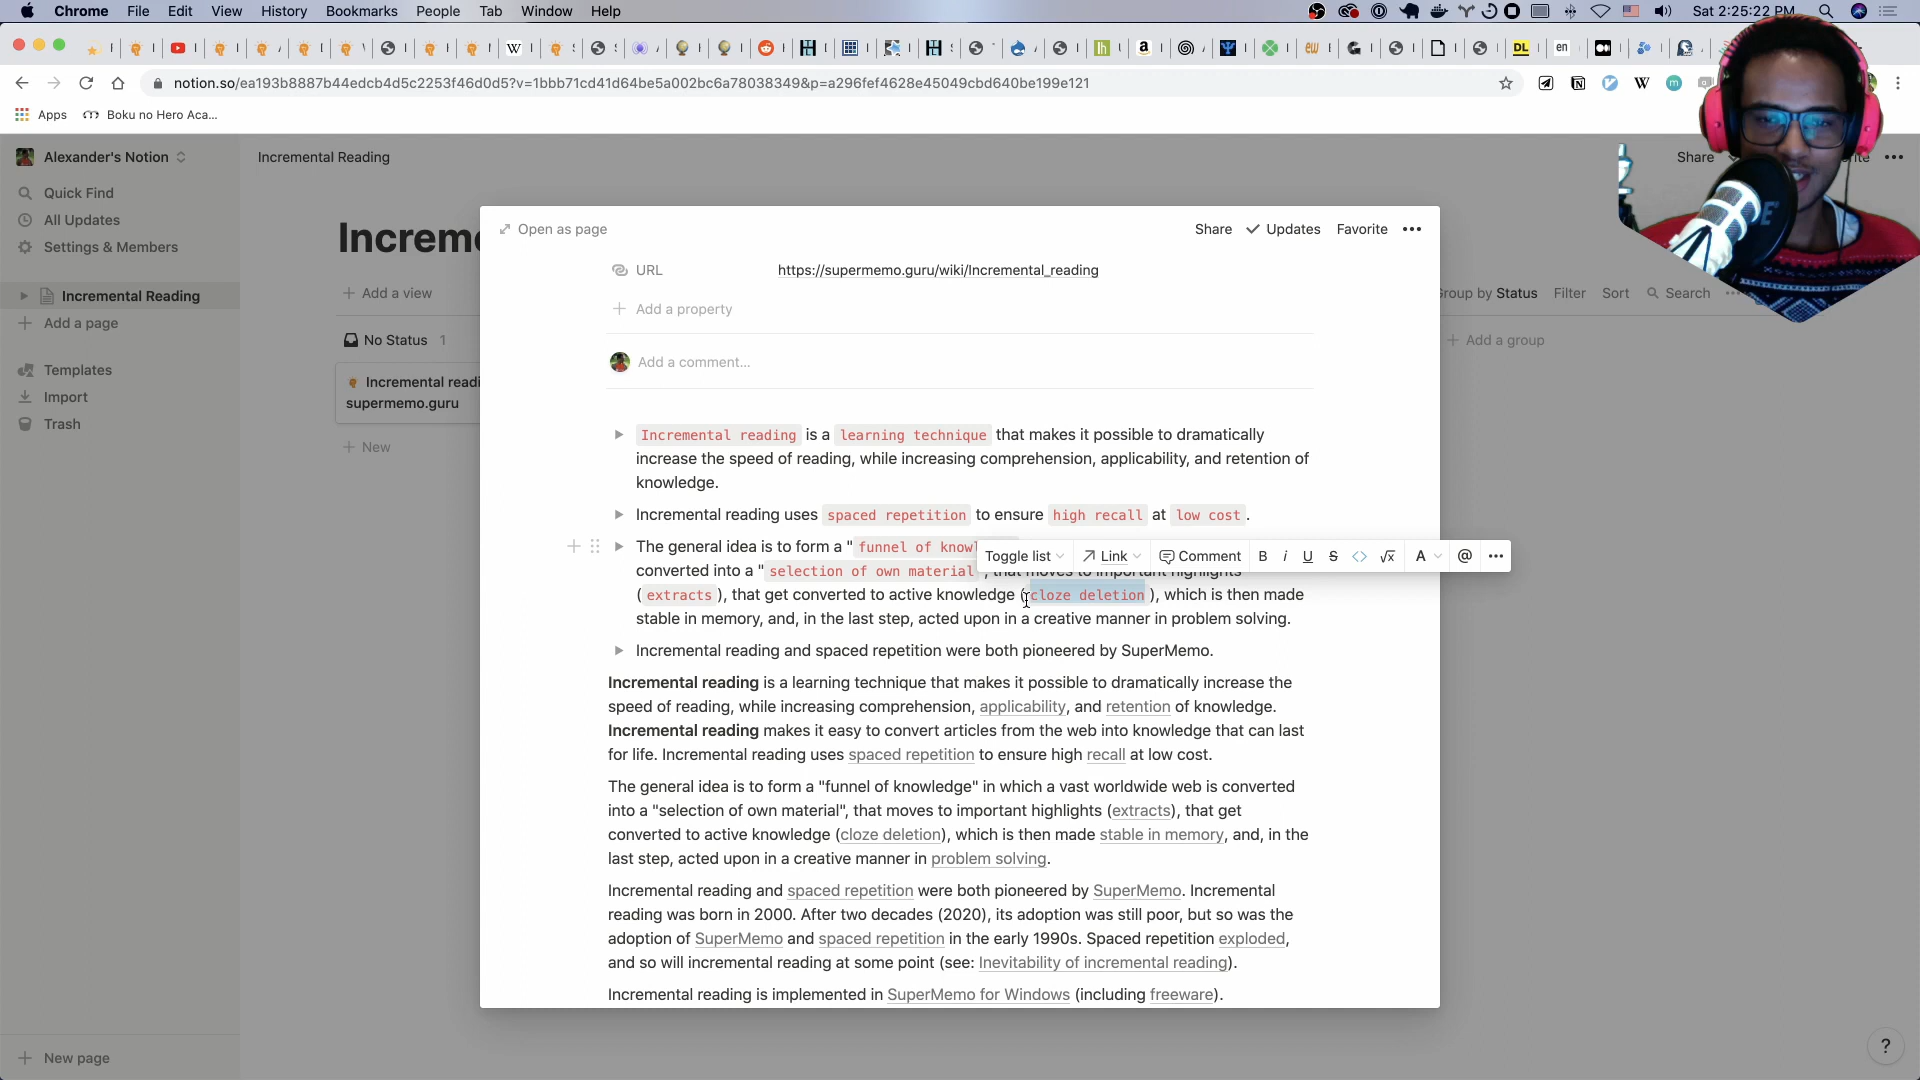 Chrome File Edit View History Bookmarks People Tab Window Help
Sat 2:25:22 PM
notion.so/ea193b8887b44edcb4d5c2253f46d0d5?v=1bbb71cd41d64be5a002bc6a78038349&p=a296fef4628e45049cbd640be199e121
Apps Boku no Hero Aca...
Alexander's Notion
Incremental Reading
Share
Quick Find
All Updates
Settings & Members
Incremental Reading
Add a page
Templates
Import
Trash
New page
Increme
Add a view
Group by Status Filter Sort Search
No Status 1
Incremental readi
supermemo.guru
New
Add a group
Open as page
Share Updates Favorite
URL https://supermemo.guru/wiki/Incremental_reading
Add a property
Add a comment...
Incremental reading is a learning technique that makes it possible to dramatically
increase the speed of reading, while increasing comprehension, applicability, and retention of
knowledge.
Incremental reading uses spaced repetition to ensure high recall at low cost.
The general idea is to form a "funnel of knowl
Toggle list Link Comment B i U S <> √x A @
converted into a "selection of own material", that moves to important highlights
(extracts), that get converted to active knowledge (cloze deletion), which is then made
stable in memory, and, in the last step, acted upon in a creative manner in problem solving.
Incremental reading and spaced repetition were both pioneered by SuperMemo.
Incremental reading is a learning technique that makes it possible to dramatically increase the
speed of reading, while increasing comprehension, applicability, and retention of knowledge.
Incremental reading makes it easy to convert articles from the web into knowledge that can last
for life. Incremental reading uses spaced repetition to ensure high recall at low cost.
The general idea is to form a "funnel of knowledge" in which a vast worldwide web is converted
into a "selection of own material", that moves to important highlights (extracts), that get
converted to active knowledge (cloze deletion), which is then made stable in memory, and, in the
last step, acted upon in a creative manner in problem solving.
Incremental reading and spaced repetition were both pioneered by SuperMemo. Incremental
reading was born in 2000. After two decades (2020), its adoption was still poor, but so was the
adoption of SuperMemo and spaced repetition in the early 1990s. Spaced repetition exploded,
and so will incremental reading at some point (see: Inevitability of incremental reading).
Incremental reading is implemented in SuperMemo for Windows (including freeware).
?